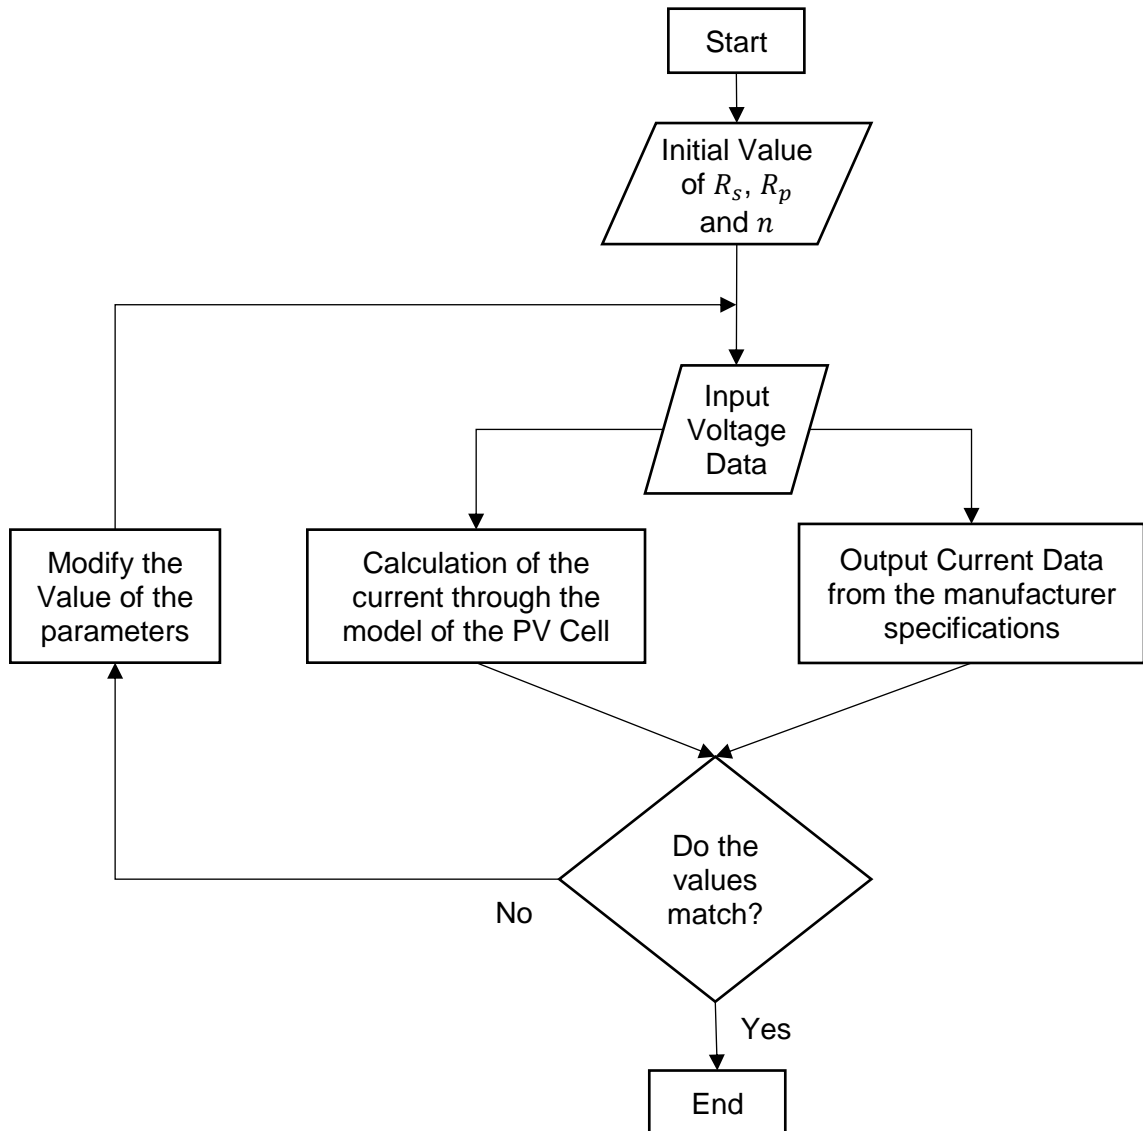 Start
Initial Value
of R_s, R_p
and n
Input
Voltage
Data
Modify the
Value of the
parameters
Calculation of the
current through the
model of the PV Cell
Output Current Data
from the manufacturer
specifications
Do the
values
match?
No
Yes
End